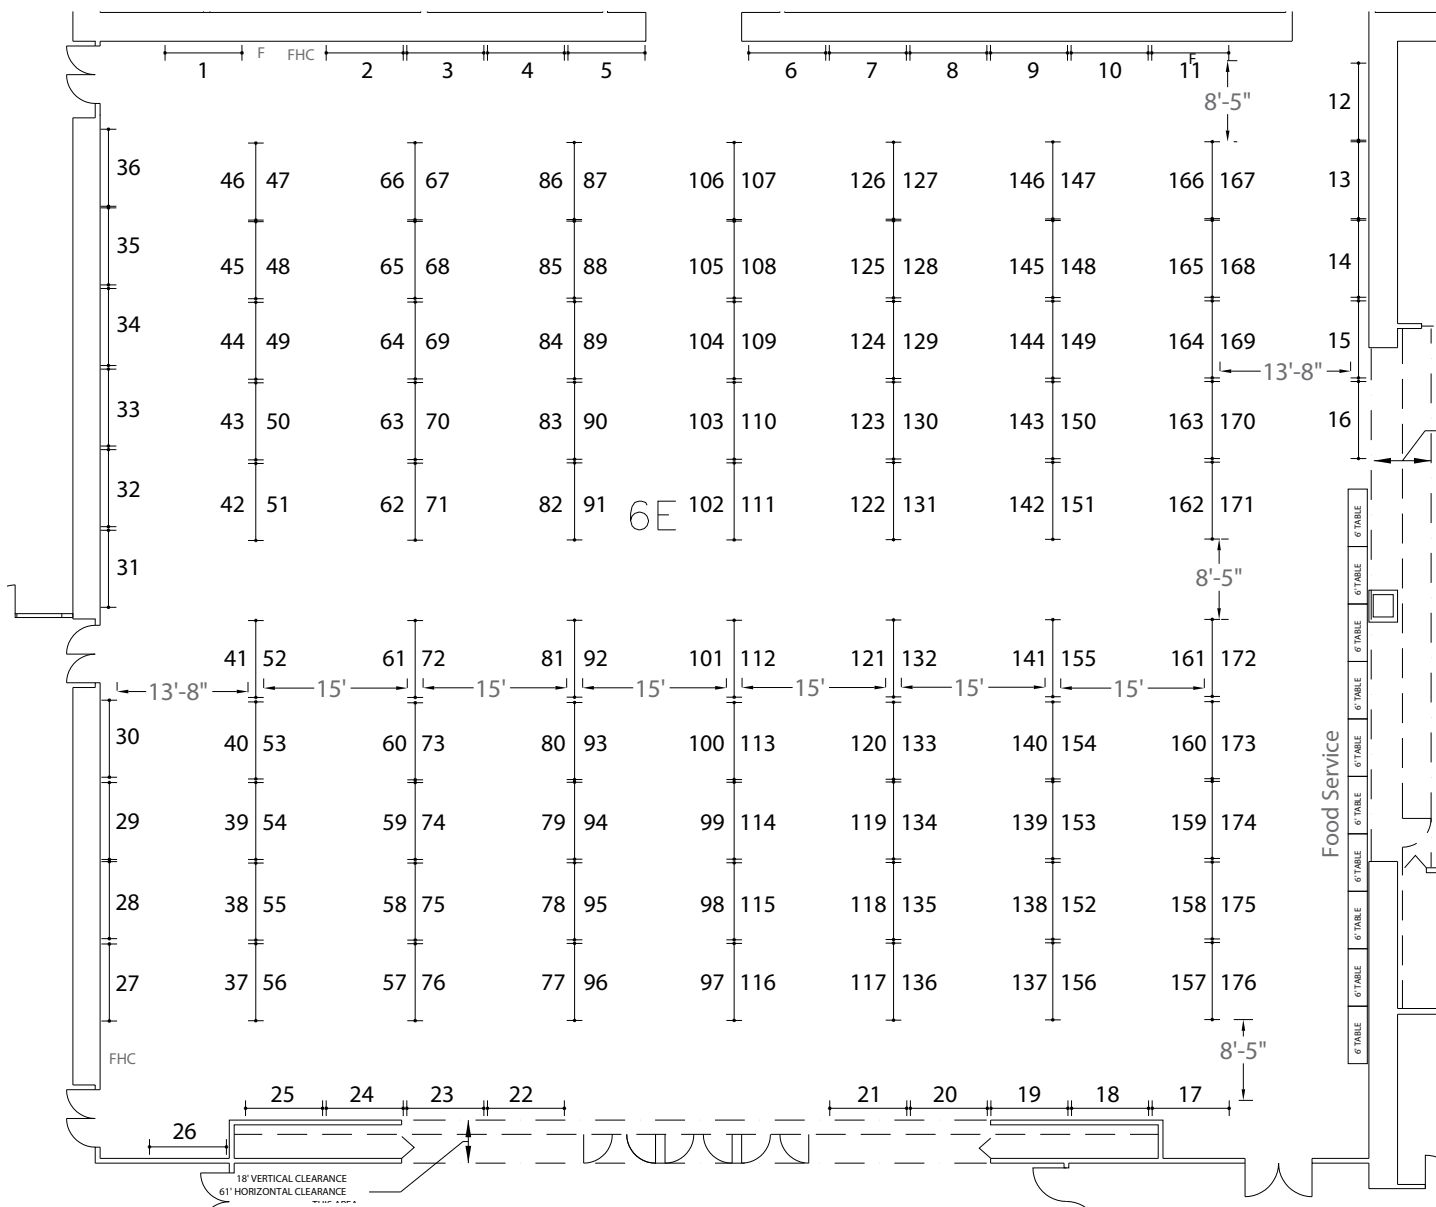 F FHC F
1 2 3 4 5 6 7 8 9 10 11
8'-5" 12
36 46 47 66 67 86 87 106 107 126 127 146 147 166 167 13
35 45 48 65 68 85 88 105 108 125 128 145 148 165 168 14
34 44 49 64 69 84 89 104 109 124 129 144 149 164 169 15
13'-8"
33 43 50 63 70 83 90 103 110 123 130 143 150 163 170 16
32 42 51 62 71 82 91 6E 102 111 122 131 142 151 162 171
6' TABLE
31 8'-5" 6' TABLE
6' TABLE
41 52 61 72 81 92 101 112 121 132 141 155 161 172
13'-8" 15' 15' 15' 15' 15' 15' 6' TABLE
30 40 53 60 73 80 93 100 113 120 133 140 154 160 173 6' TABLE
Food Service
29 39 54 59 74 79 94 99 114 119 134 139 153 159 174 6' TABLE
6' TABLE
28 38 55 58 75 78 95 98 115 118 135 138 152 158 175 6' TABLE
27 37 56 57 76 77 96 97 116 117 136 137 156 157 176 6' TABLE
FHC 8'-5" 6' TABLE
25 24 23 22 21 20 19 18 17
26
18' VERTICAL CLEARANCE
61' HORIZONTAL CLEARANCE
THIS AREA